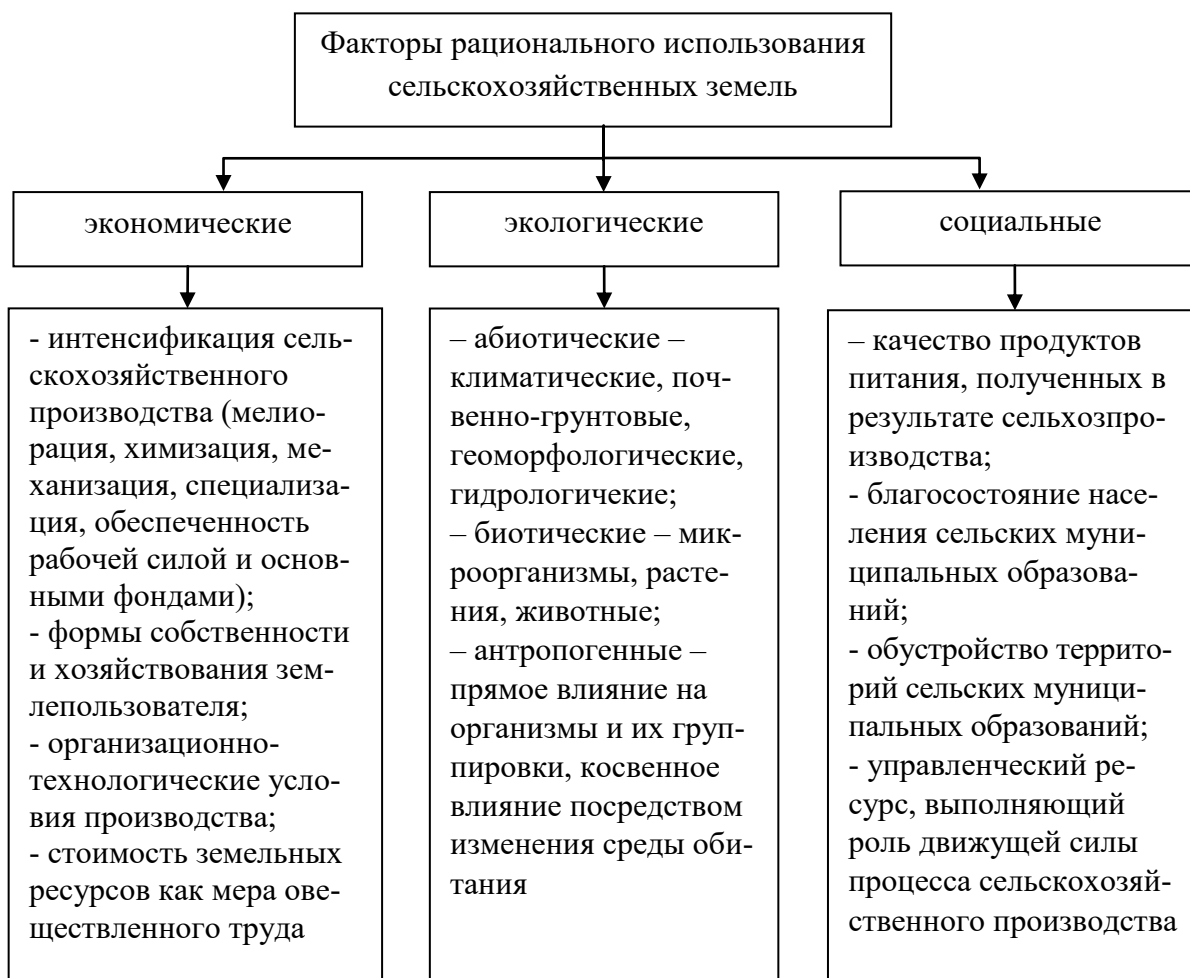 Факторы рационального использования
сельскохозяйственных земель
экономические
экологические
социальные
- интенсификация сель-
скохозяйственного
производства (мелио-
рация, химизация, ме-
ханизация, специализа-
ция, обеспеченность
рабочей силой и основ-
ными фондами);
- формы собственности
и хозяйствования зем-
лепользователя;
- организационно-
технологические усло-
вия производства;
- стоимость земельных
ресурсов как мера ове-
ществленного труда
– абиотические –
климатические, поч-
венно-грунтовые,
геоморфологические,
гидрологичекие;
– биотические – мик-
роорганизмы, расте-
ния, животные;
– антропогенные –
прямое влияние на
организмы и их груп-
пировки, косвенное
влияние посредством
изменения среды оби-
тания
– качество продуктов
питания, полученных в
результате сельхозпро-
изводства;
- благосостояние насе-
ления сельских муни-
ципальных образова-
ний;
- обустройство террито-
рий сельских муници-
пальных образований;
- управленческий ре-
сурс, выполняющий
роль движущей силы
процесса сельскохозяй-
ственного производства